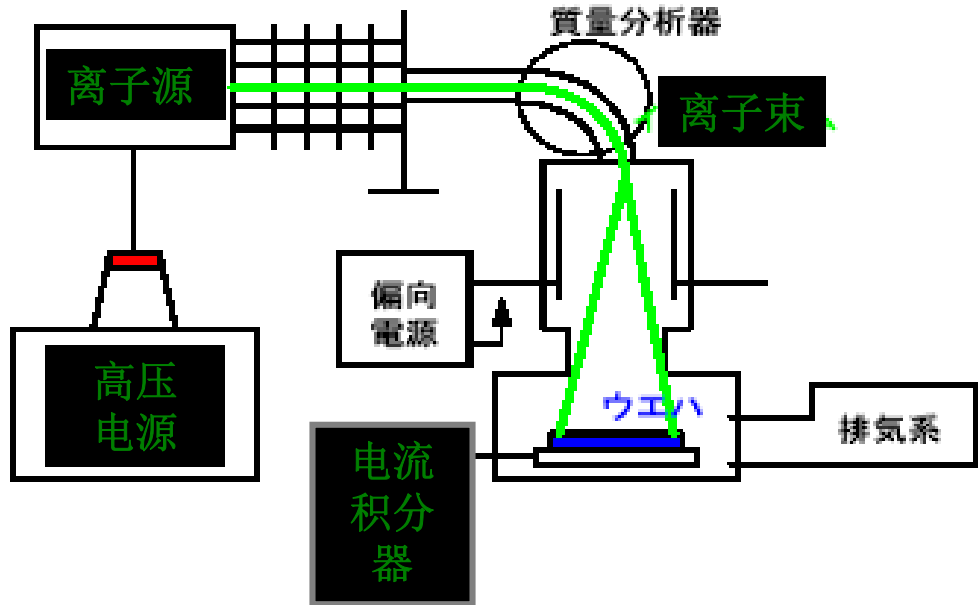 質量分析器
离子源
离子束
偏向
電源
高压
电源
ウエハ
排気系
电流
积分
器